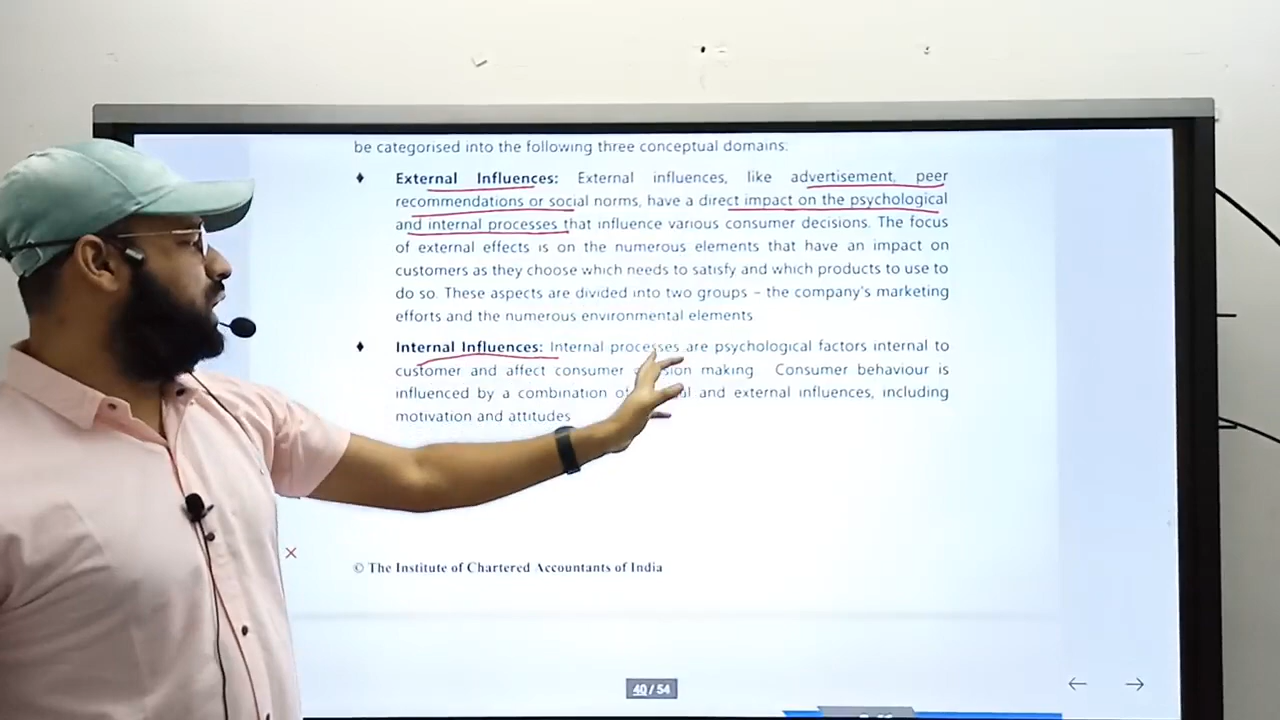 be categorised into the following three conceptual domains:
♦ External Influences: External influences, like advertisement, peer
recommendations or social norms, have a direct impact on the psychological
and internal processes that influence various consumer decisions. The focus
of external effects is on the numerous elements that have an impact on
customers as they choose which needs to satisfy and which products to use to
do so. These aspects are divided into two groups – the company's marketing
efforts and the numerous environmental elements
♦ Internal Influences: Internal processes are psychological factors internal to
customer and affect consumer making. Consumer behaviour is
influenced by a combination and external influences, including
motivation and attitudes
© The Institute of Chartered Accountants of India
40 / 54